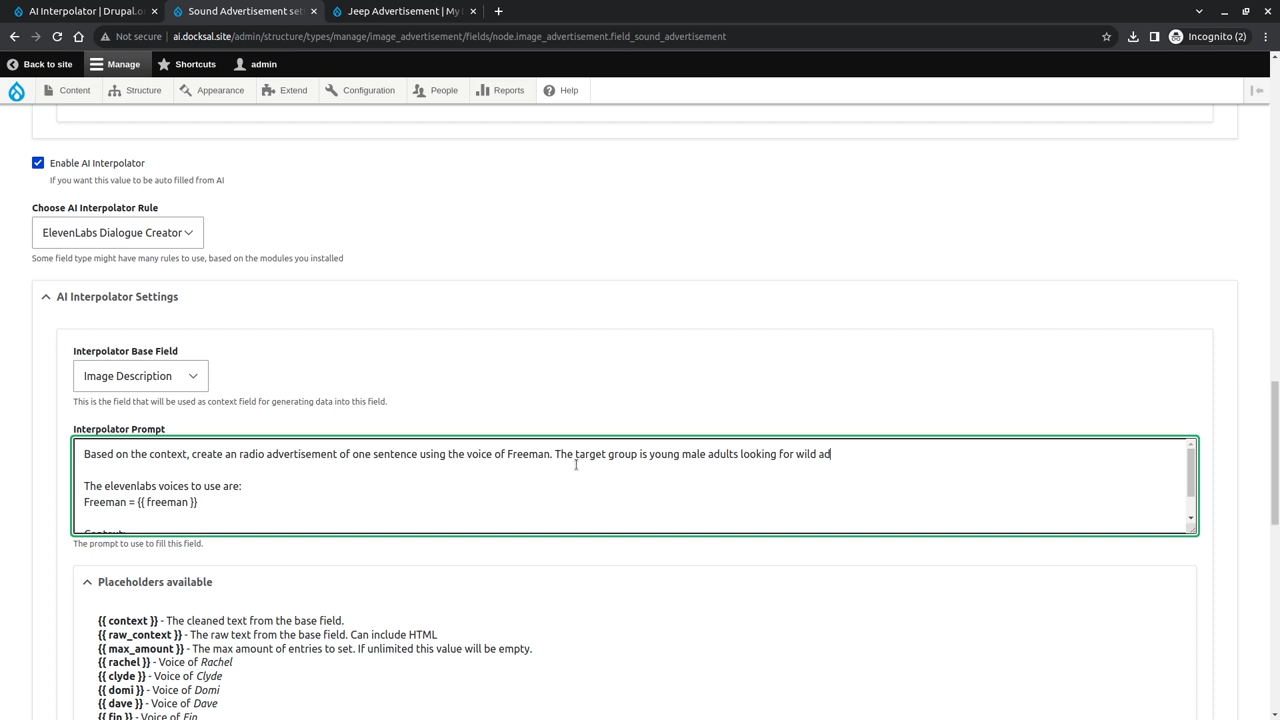 AI Interpolator | Drupal.or
Sound Advertisement set
Jeep Advertisement | My D
Incognito (2)
Not secure
ai.docksal.site/admin/structure/types/manage/image_advertisement/fields/node.image_advertisement.field_sound_advertisement
Back to site
Manage
Shortcuts
admin
Content
Structure
Appearance
Extend
Configuration
People
Reports
Help
Enable AI Interpolator
If you want this value to be auto filled from AI
Choose AI Interpolator Rule
ElevenLabs Dialogue Creator
Some field type might have many rules to use, based on the modules you installed
AI Interpolator Settings
Interpolator Base Field
Image Description
This is the field that will be used as context field for generating data into this field.
Interpolator Prompt
Based on the context, create an radio advertisement of one sentence using the voice of Freeman. The target group is young male adults looking for wild ad
The elevenlabs voices to use are:
Freeman = {{ freeman }}
Context:
The prompt to use to fill this field.
Placeholders available
{{ context }} - The cleaned text from the base field.
{{ raw_context }} - The raw text from the base field. Can include HTML
{{ max_amount }} - The max amount of entries to set. If unlimited this value will be empty.
{{ rachel }} - Voice of Rachel
{{ clyde }} - Voice of Clyde
{{ domi }} - Voice of Domi
{{ dave }} - Voice of Dave
{{ fin }} - Voice of Fin